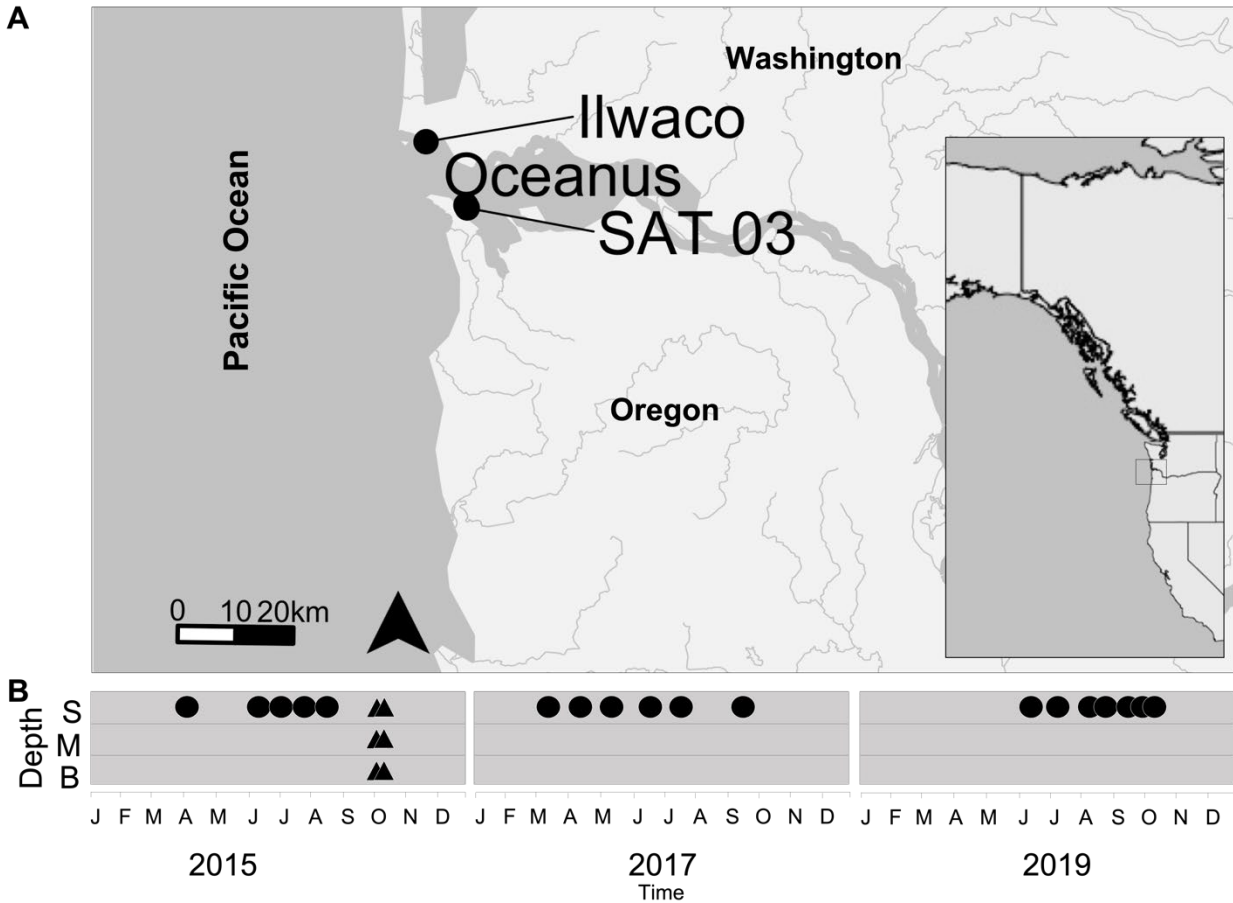 A
Washington
Ilwaco
Oceanus
SAT 03
Pacific Ocean
Oregon
0 10 20km
B
Depth
S
M
B
J F M A M J J A S O N D
J F M A M J J A S O N D
J F M A M J J A S O N D
2015 2017 2019
Time